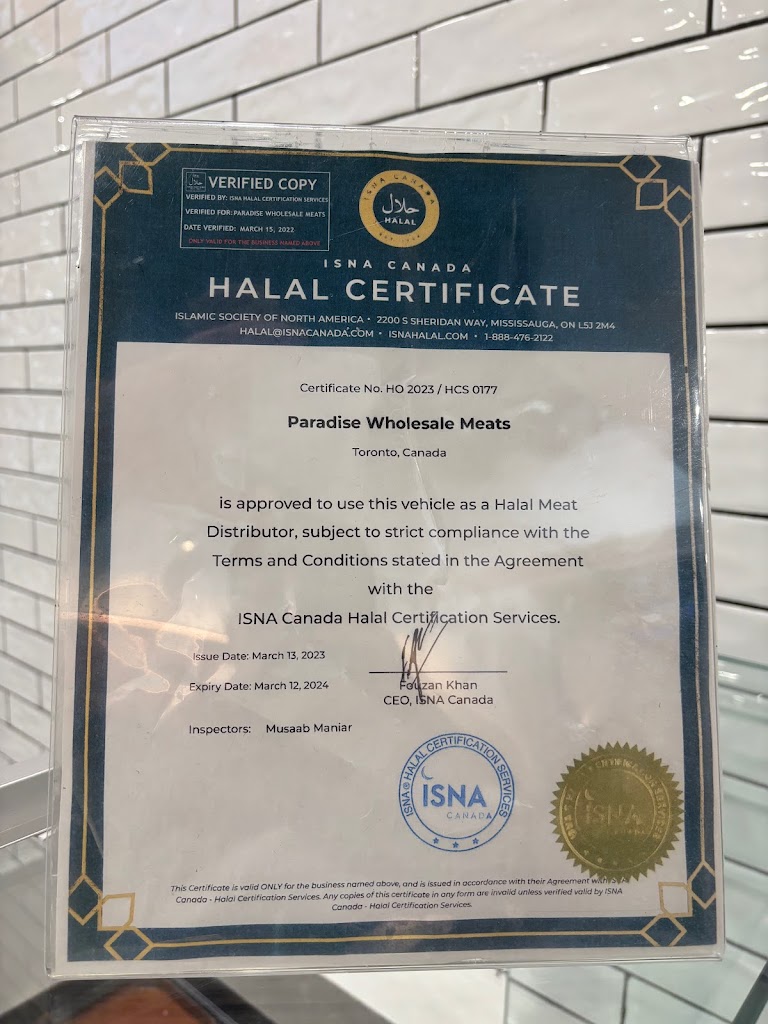 VERIFIED COPY
VERIFIED BY: ISNA HALAL CERTIFICATION SERVICES
VERIFIED FOR: PARADISE WHOLESALE MEATS
DATE VERIFIED: MARCH 15, 2022
ONLY VALID FOR THE BUSINESS NAMED ABOVE
ISNA CANADA
حلال
HALAL
ISNA CANADA
HALAL CERTIFICATE
ISLAMIC SOCIETY OF NORTH AMERICA • 2200 S SHERIDAN WAY, MISSISSAUGA, ON L5J 2M4
HALAL@ISNACANADA.COM • ISNAHALAL.COM • 1-888-476-2122
Certificate No. HO 2023 / HCS 0177
Paradise Wholesale Meats
Toronto, Canada
is approved to use this vehicle as a Halal Meat
Distributor, subject to strict compliance with the
Terms and Conditions stated in the Agreement
with the
ISNA Canada Halal Certification Services.
Issue Date: March 13, 2023
Expiry Date: March 12, 2024
Fouzan Khan
CEO, ISNA Canada
Inspectors: Musaab Maniar
ISNA® HALAL CERTIFICATION SERVICES
ISNA
CANADA
ISNA
This Certificate is valid ONLY for the business named above, and is issued in accordance with their Agreement with ISNA
Canada - Halal Certification Services. Any copies of this certificate in any form are invalid unless verified valid by ISNA
Canada - Halal Certification Services.